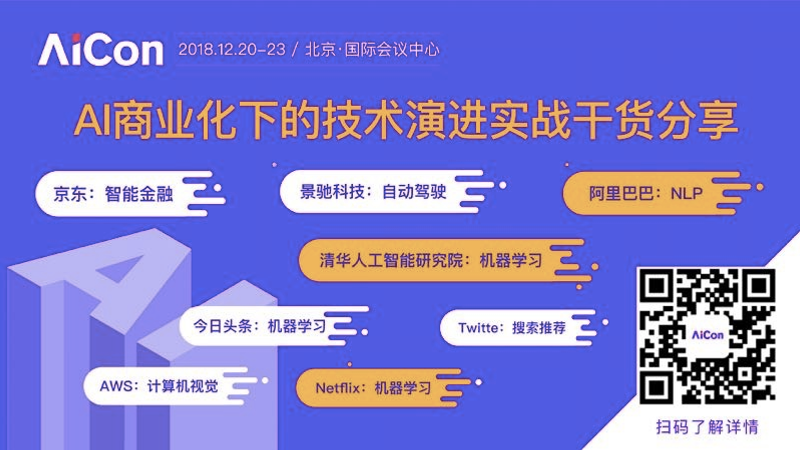 AiCon 2018.12.20-23 / 北京·国际会议中心
AI商业化下的技术演进实战干货分享
京东：智能金融
景驰科技：自动驾驶
阿里巴巴：NLP
清华人工智能研究院：机器学习
今日头条：机器学习
Twitte：搜索推荐
AWS：计算机视觉
Netflix：机器学习
AiCon
扫码了解详情